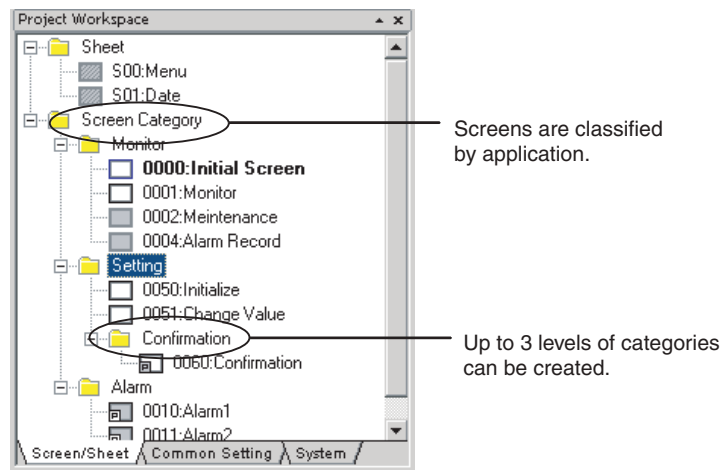 Project Workspace
Sheet
S00:Menu
S01:Date
Screen Category
Screens are classified
by application.
Monitor
0000:Initial Screen
0001:Monitor
0002:Meintenance
0004:Alarm Record
Setting
0050:Initialize
0051:Change Value
Confirmation
Up to 3 levels of categories
can be created.
0060:Confirmation
Alarm
0010:Alarm1
0011:Alarm2
Screen/Sheet Common Setting System